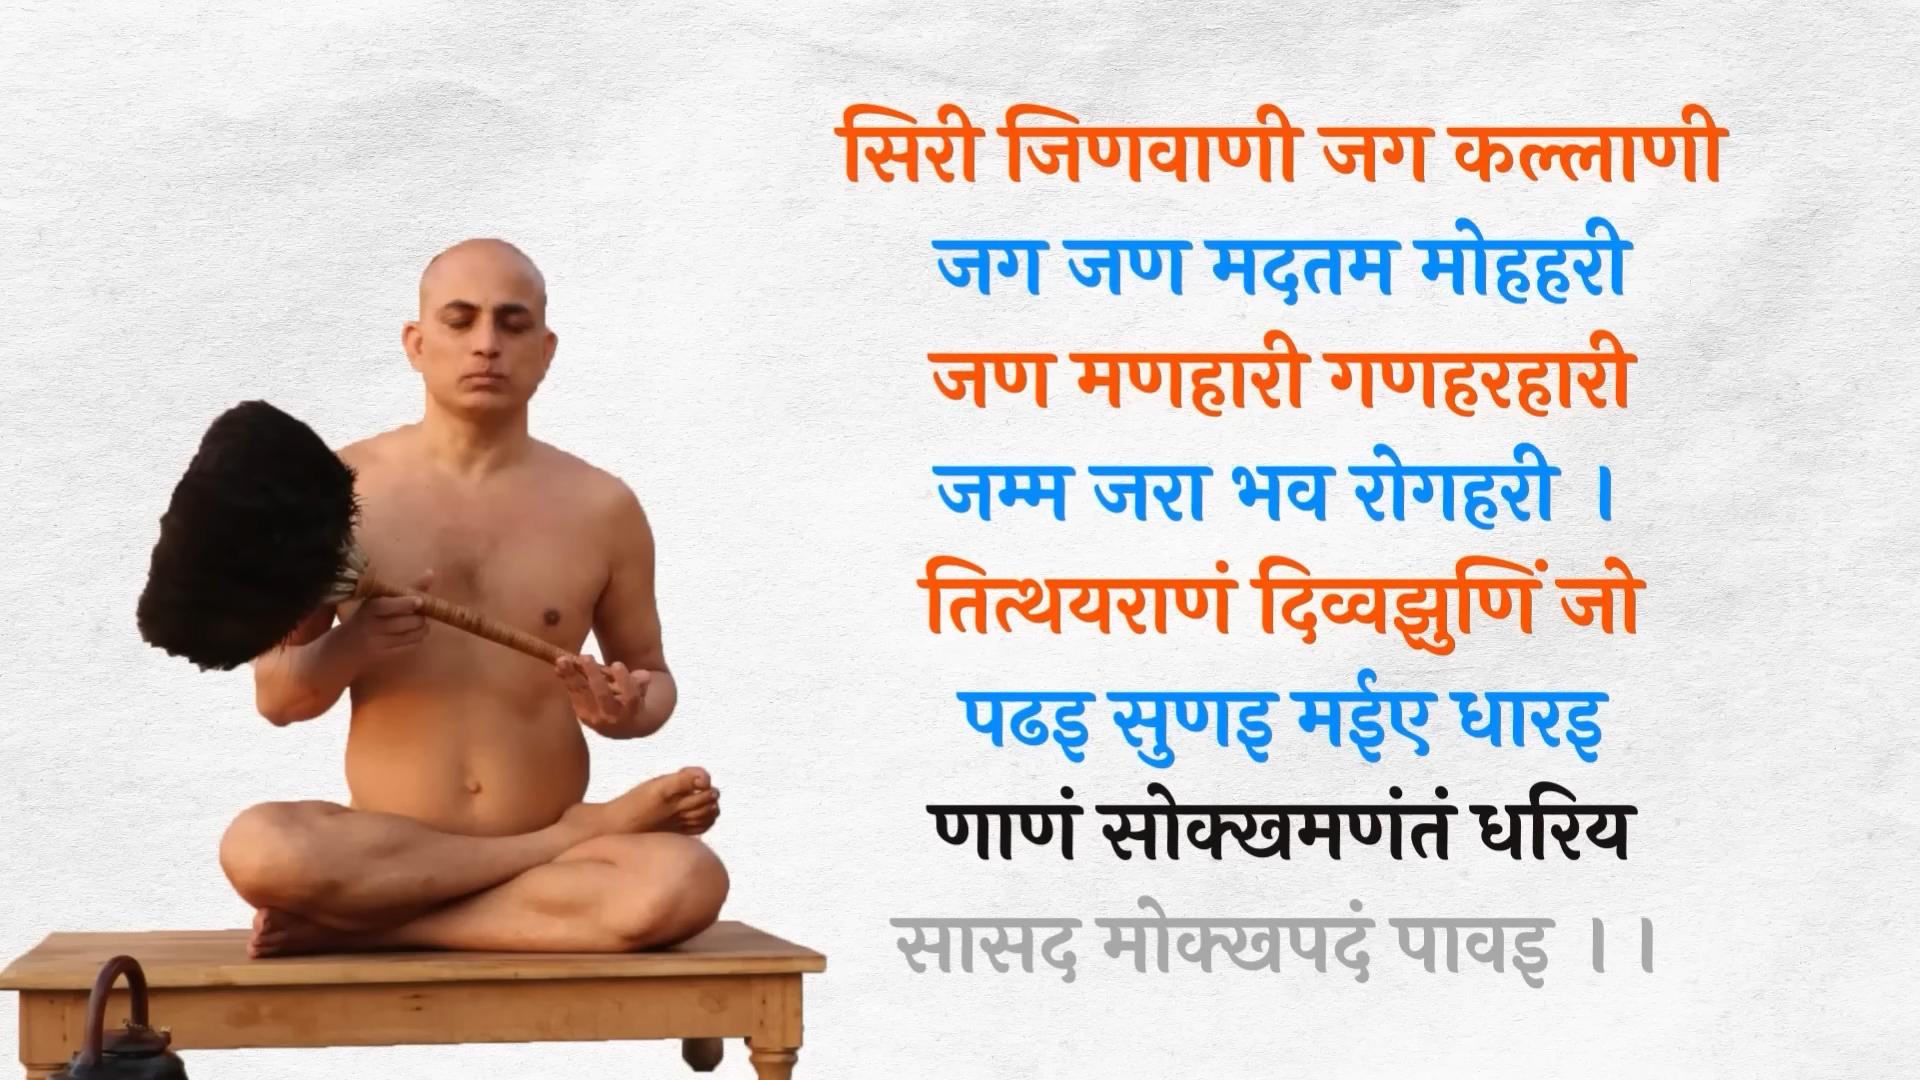 सिरी जिणवाणी जग कल्लाणी
जग जण मदतम मोहहरी
जण मणहारी गणहरहारी
जम्म जरा भव रोगहरी ।
तित्थयराणं दिव्वझुणिं जो
पढइ सुणइ मईए धारइ
णाणं सोक्खमणंतं धरिय
सासद मोक्खपदं पावइ ।।